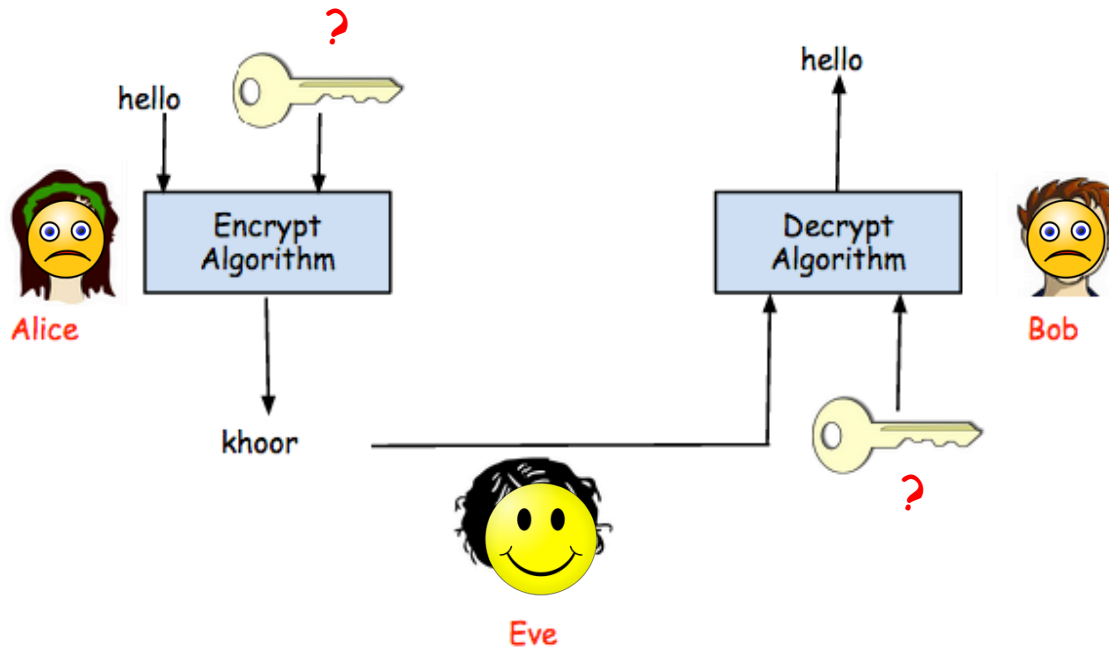 ?
hello
hello
Encrypt
Algorithm
Decrypt
Algorithm
Alice
Bob
khoor
?
Eve